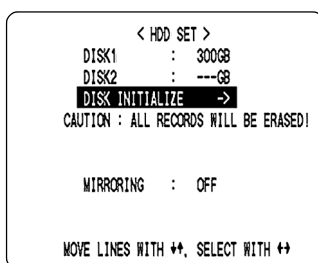 < HDD SET >
DISK1 : 300GB
DISK2 : ---GB
DISK INITIALIZE ->
CAUTION : ALL RECORDS WILL BE ERASED!
MIRRORING : OFF
MOVE LINES WITH ↓↑, SELECT WITH ←→